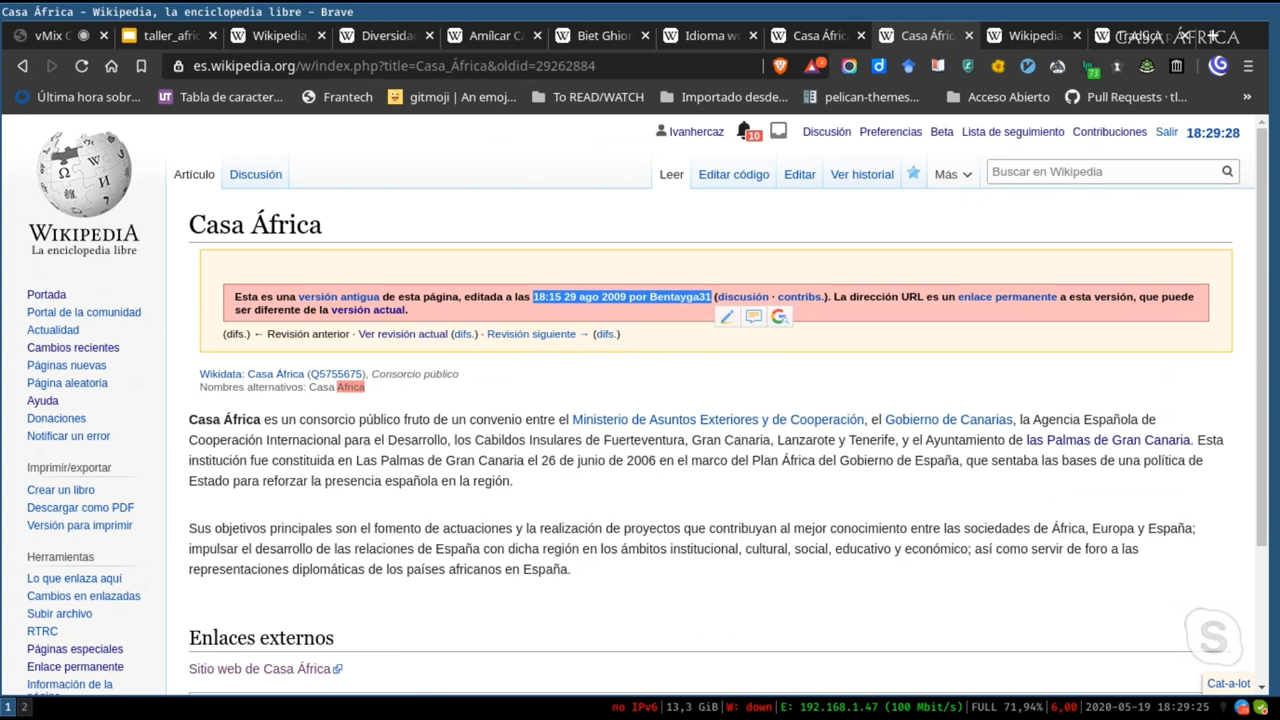 Casa África - Wikipedia, la enciclopedia libre - Brave
vMix C
taller_afric
Wikipedia,
Diversidad
Amílcar Ca
Biet Ghior
Idioma wo
Casa África
Casa África
Wikipedia
CASA ÁFRICA
es.wikipedia.org/w/index.php?title=Casa_África&oldid=29262884
2
73
Última hora sobr...
Tabla de caracter...
Frantech
gitmoji | An emoj...
To READ/WATCH
Importado desde...
pelican-themes...
Acceso Abierto
Pull Requests · tl...
»
Ivanhercaz
10
Discusión
Preferencias
Beta
Lista de seguimiento
Contribuciones
Salir
18:29:28
Artículo
Discusión
Leer
Editar código
Editar
Ver historial
Más
Buscar en Wikipedia
WIKIPEDIA
La enciclopedia libre
Portada
Portal de la comunidad
Actualidad
Cambios recientes
Páginas nuevas
Página aleatoria
Ayuda
Donaciones
Notificar un error
Imprimir/exportar
Crear un libro
Descargar como PDF
Versión para imprimir
Herramientas
Lo que enlaza aquí
Cambios en enlazadas
Subir archivo
RTRC
Páginas especiales
Enlace permanente
Información de la
Casa África
Esta es una versión antigua de esta página, editada a las 18:15 29 ago 2009 por Bentayga31 (discusión · contribs.). La dirección URL es un enlace permanente a esta versión, que puede
ser diferente de la versión actual.
(difs.) ← Revisión anterior · Ver revisión actual (difs.) · Revisión siguiente → (difs.)
Wikidata: Casa África (Q5755675), Consorcio público
Nombres alternativos: Casa Africa
Casa África es un consorcio público fruto de un convenio entre el Ministerio de Asuntos Exteriores y de Cooperación, el Gobierno de Canarias, la Agencia Española de
Cooperación Internacional para el Desarrollo, los Cabildos Insulares de Fuerteventura, Gran Canaria, Lanzarote y Tenerife, y el Ayuntamiento de las Palmas de Gran Canaria. Esta
institución fue constituida en Las Palmas de Gran Canaria el 26 de junio de 2006 en el marco del Plan África del Gobierno de España, que sentaba las bases de una política de
Estado para reforzar la presencia española en la región.
Sus objetivos principales son el fomento de actuaciones y la realización de proyectos que contribuyan al mejor conocimiento entre las sociedades de África, Europa y España;
impulsar el desarrollo de las relaciones de España con dicha región en los ámbitos institucional, cultural, social, educativo y económico; así como servir de foro a las
representaciones diplomáticas de los países africanos en España.
Enlaces externos
Sitio web de Casa África
Cat-a-lot
1
2
no IPv6 | 13,3 GiB | W: down | E: 192.168.1.47 (100 Mbit/s) | FULL 71,94% | 6,00 | 2020-05-19 18:29:25